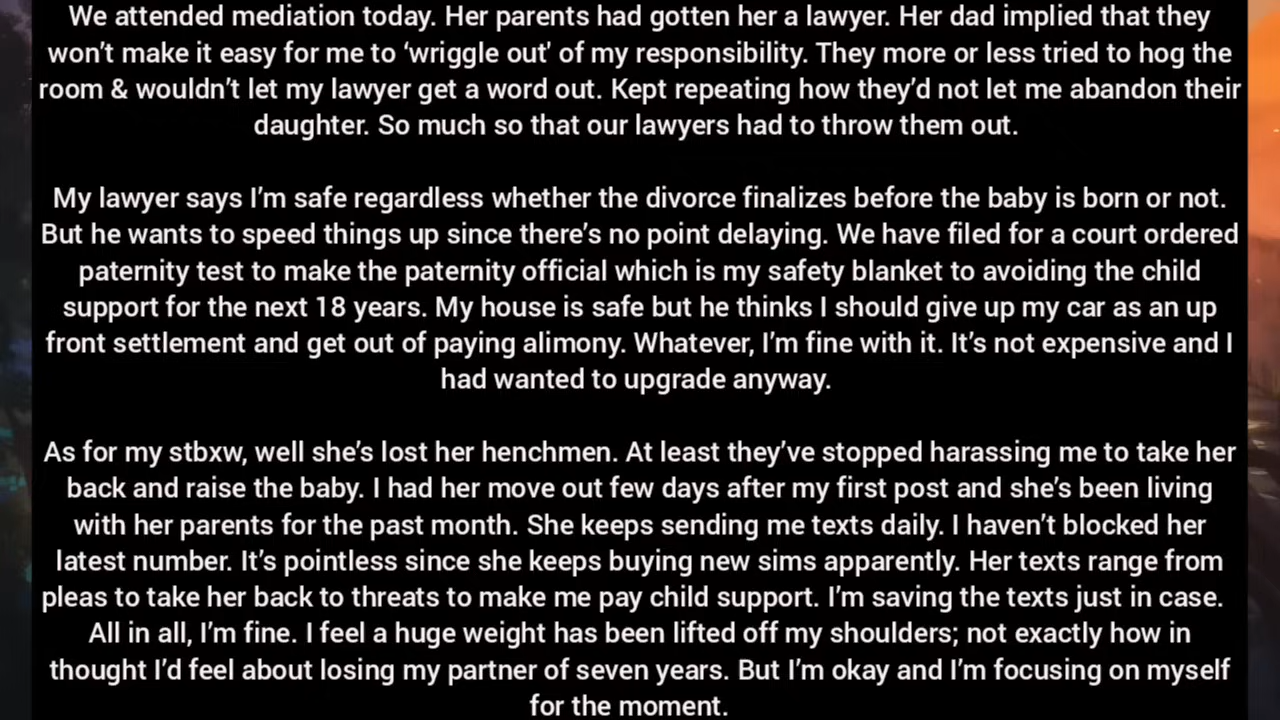 We attended mediation today. Her parents had gotten her a lawyer. Her dad implied that they
won't make it easy for me to ‘wriggle out' of my responsibility. They more or less tried to hog the
room & wouldn't let my lawyer get a word out. Kept repeating how they'd not let me abandon their
daughter. So much so that our lawyers had to throw them out.
My lawyer says I'm safe regardless whether the divorce finalizes before the baby is born or not.
But he wants to speed things up since there's no point delaying. We have filed for a court ordered
paternity test to make the paternity official which is my safety blanket to avoiding the child
support for the next 18 years. My house is safe but he thinks I should give up my car as an up
front settlement and get out of paying alimony. Whatever, I'm fine with it. It's not expensive and I
had wanted to upgrade anyway.
As for my stbxw, well she's lost her henchmen. At least they've stopped harassing me to take her
back and raise the baby. I had her move out few days after my first post and she's been living
with her parents for the past month. She keeps sending me texts daily. I haven't blocked her
latest number. It's pointless since she keeps buying new sims apparently. Her texts range from
pleas to take her back to threats to make me pay child support. I'm saving the texts just in case.
All in all, I'm fine. I feel a huge weight has been lifted off my shoulders; not exactly how in
thought I'd feel about losing my partner of seven years. But I'm okay and I'm focusing on myself
for the moment.